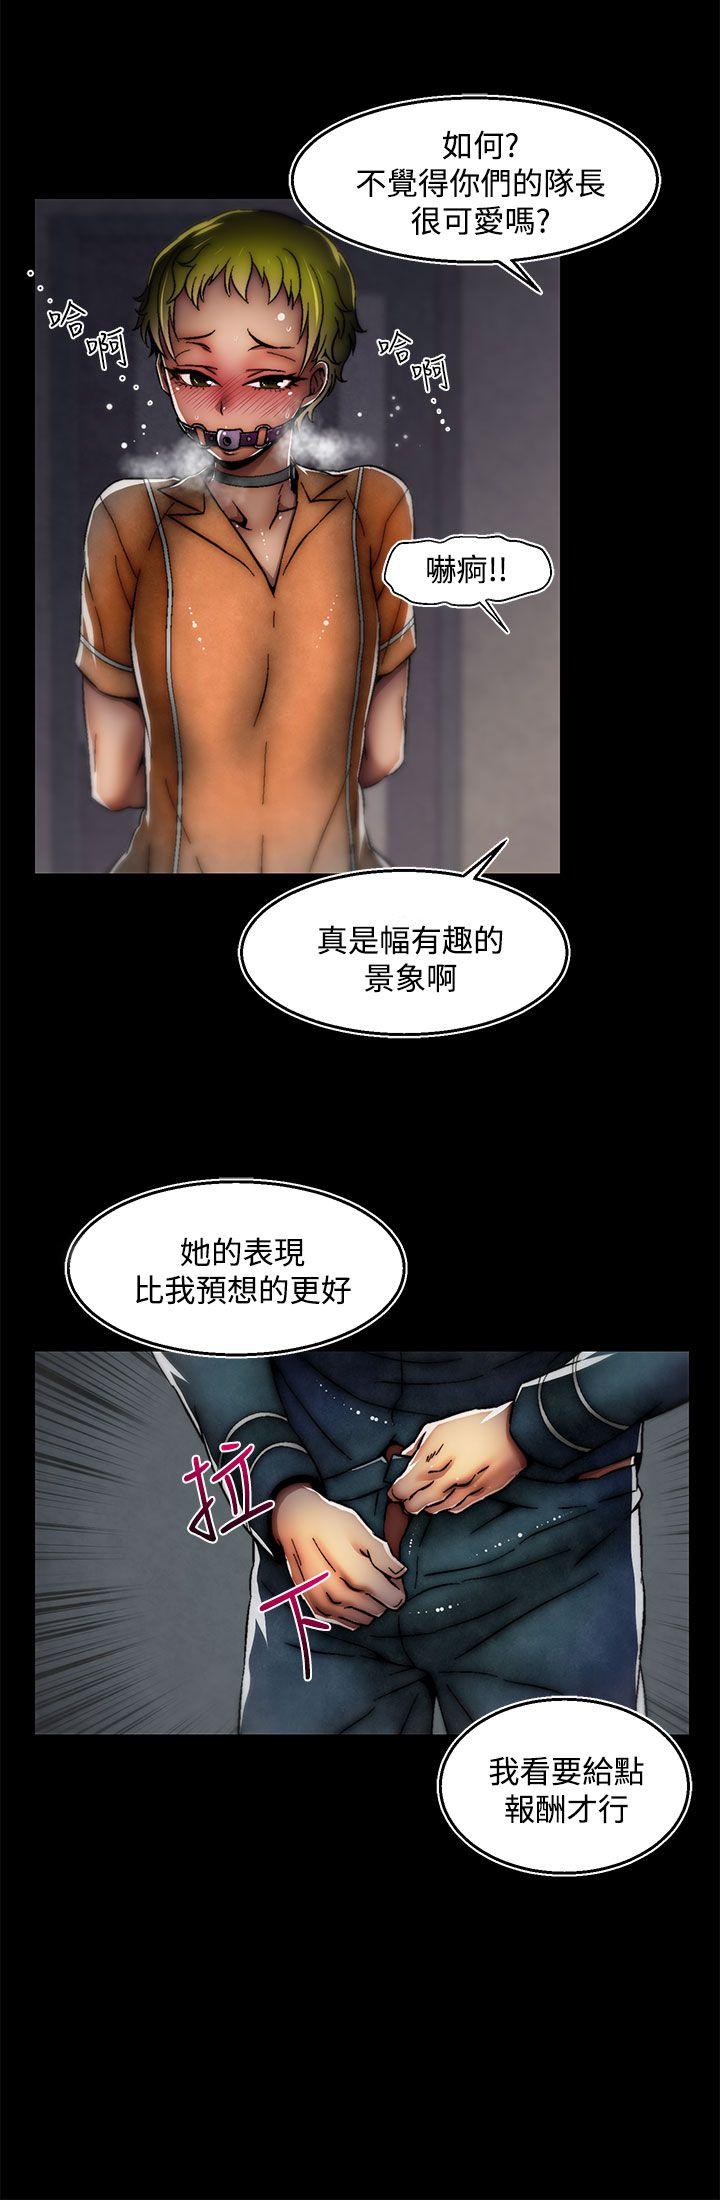 如何?
不覺得你們的隊長
很可愛嗎?
哈啊
哈啊
嚇痾!!
真是幅有趣的
景象啊
她的表現
比我預想的更好
拉
下
我看要給點
報酬才行